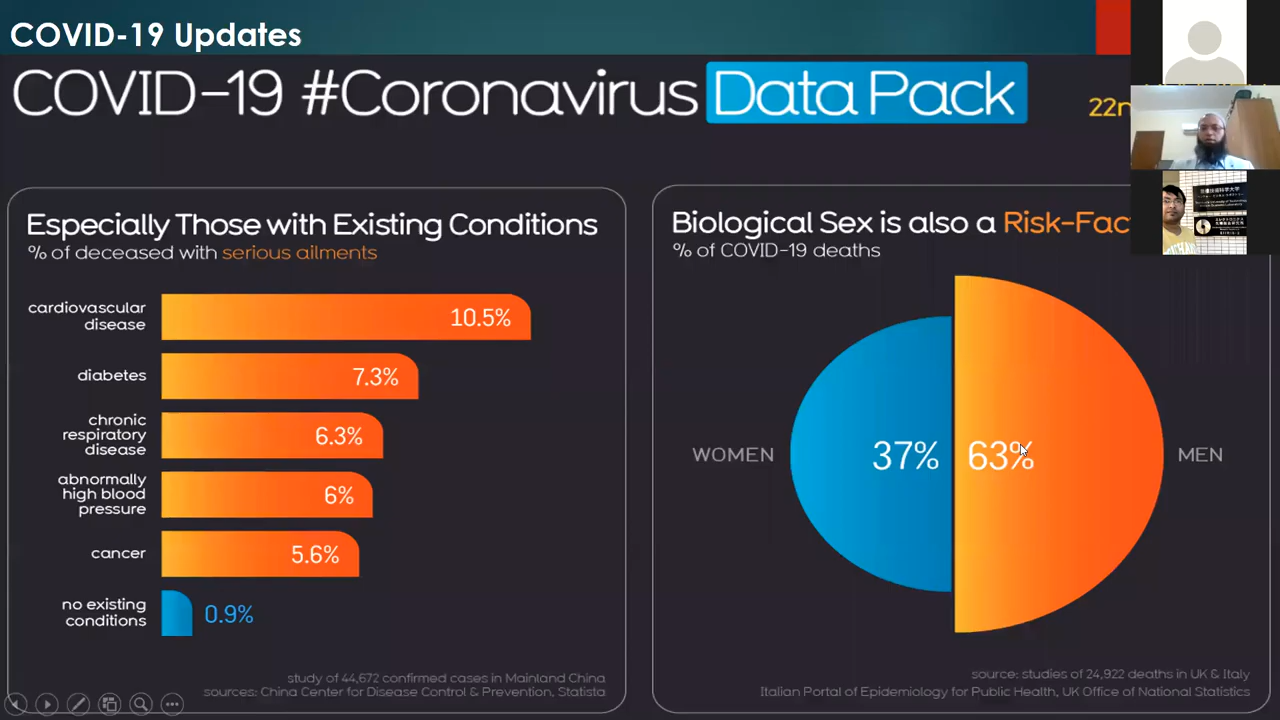 COVID-19 Updates
COVID-19 #Coronavirus Data Pack
Especially Those with Existing Conditions
% of deceased with serious ailments
cardiovascular
disease
10.5%
diabetes
7.3%
chronic
respiratory
disease
6.3%
abnormally
high blood
pressure
6%
cancer
5.6%
no existing
conditions
0.9%
study of 44,672 confirmed cases in Mainland China
sources: China Center for Disease Control & Prevention, Statista
Biological Sex is also a
% of COVID-19 deaths
WOMEN
37%
63%
MEN
source: studies of 24,922 deaths in UK & Italy
Italian Portal of Epidemiology for Public Health, UK Office of National Statistics